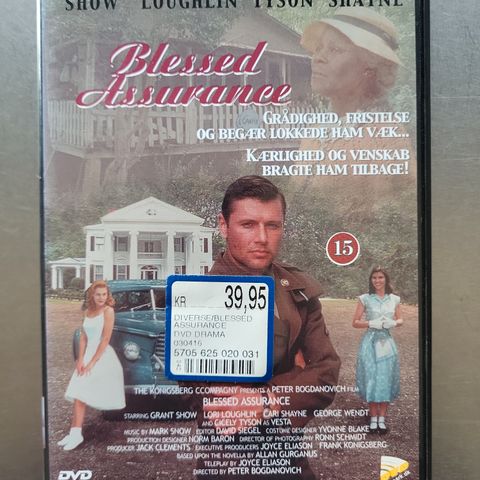 SHOW LOUGHLIN TYSON SHAYNE
Blessed
Assurance
GRÅDIGHED, FRISTELSE
OG BEGÆR LOKKEDE HAM VÆK...
KÆRLIGHED OG VENSKAB
BRAGTE HAM TILBAGE!
15
KR 39,95
DIVERSE/BLESSED
ASSURANCE
DVD DRAMA
030416
5705 625 020 031
THE KONIGSBERG CCOMPANY PRESENTS A PETER BOGDANOVICH FILM
BLESSED ASSURANCE
STARRING GRANT SHOW LORI LOUGHLIN CARI SHAYNE GEORGE WENDT
AND CICELY TYSON AS VESTA
MUSIC BY MARK SNOW EDITOR DAVID SIEGEL COSTUME DESIGNER YVONNE BLAKE
PRODUCTION DESIGNER NORM BARON DIRECTOR OF PHOTOGRAPHY RONN SCHMIDT
PRODUCER JACK CLEMENTS EXECUTIVE PRODUCERS JOYCE ELIASON FRANK KONIGSBERG
BASED UPON THE NOVELLA BY ALLAN GURGANUS
TELEPLAY BY JOYCE ELIASON
DIRECTED BY PETER BOGDANOVICH
DVD